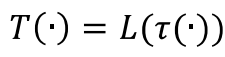 T(·) = L(τ(·))